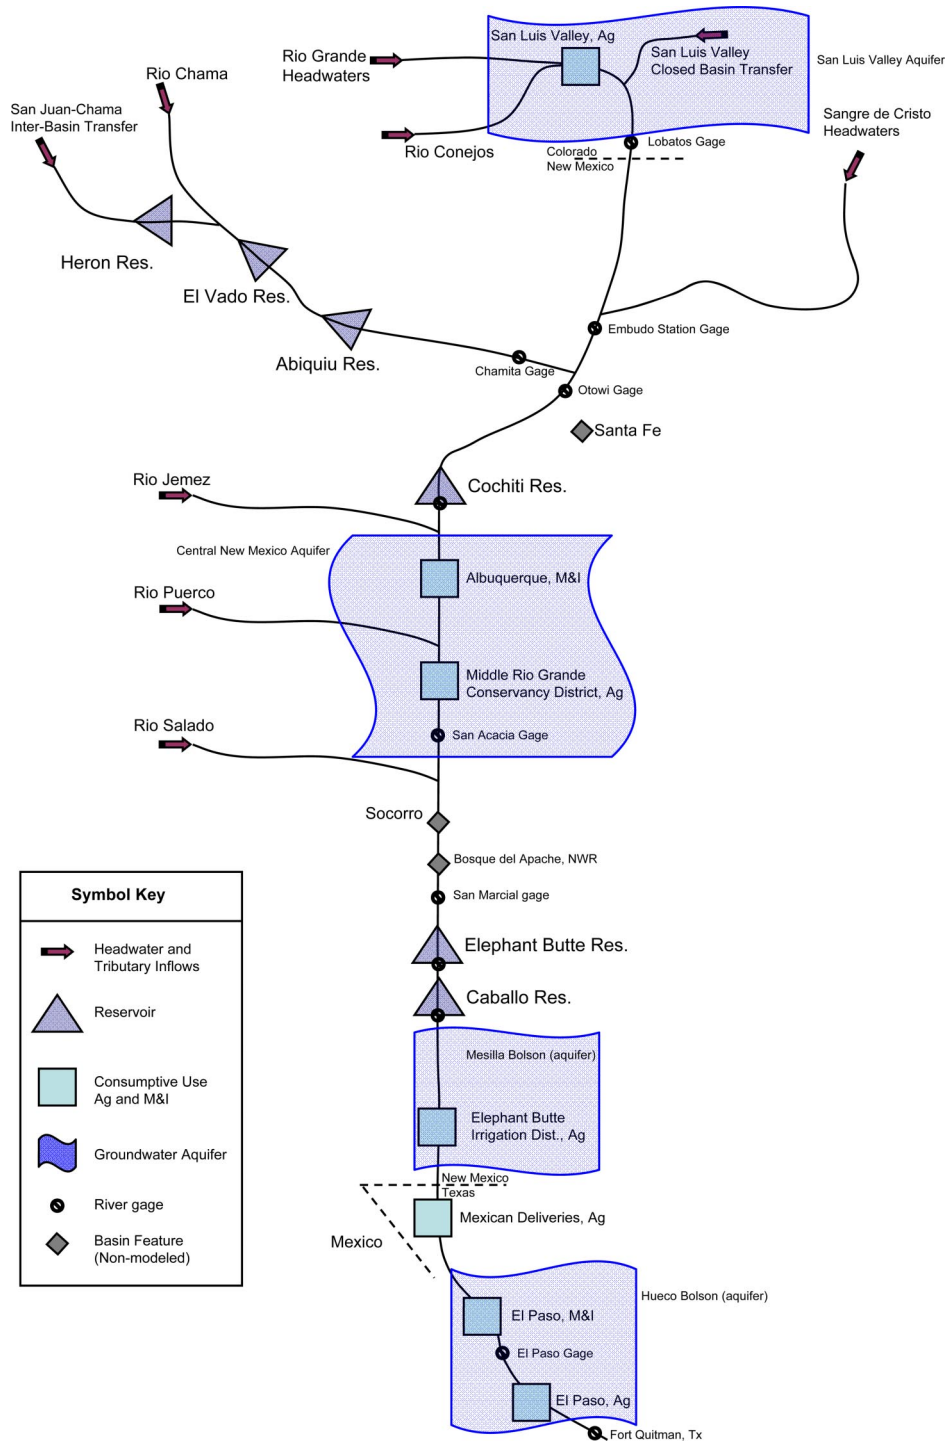 San Luis Valley, Ag
Rio Grande
Headwaters
San Luis Valley
Closed Basin Transfer
San Luis Valley Aquifer
Rio Chama
San Juan-Chama
Inter-Basin Transfer
Sangre de Cristo
Headwaters
Rio Conejos
Lobatos Gage
Colorado
New Mexico
Heron Res.
El Vado Res.
Embudo Station Gage
Abiquiu Res.
Chamita Gage
Otowi Gage
Santa Fe
Rio Jemez
Cochiti Res.
Central New Mexico Aquifer
Albuquerque, M&I
Rio Puerco
Middle Rio Grande
Conservancy District, Ag
Rio Salado
San Acacia Gage
Socorro
Bosque del Apache, NWR
San Marcial gage
Elephant Butte Res.
Caballo Res.
Mesilla Bolson (aquifer)
Elephant Butte
Irrigation Dist., Ag
New Mexico
Texas
Mexican Deliveries, Ag
Mexico
Hueco Bolson (aquifer)
El Paso, M&I
El Paso Gage
El Paso, Ag
Fort Quitman, Tx
Symbol Key
Headwater and
Tributary Inflows
Reservoir
Consumptive Use
Ag and M&I
Groundwater Aquifer
River gage
Basin Feature
(Non-modeled)